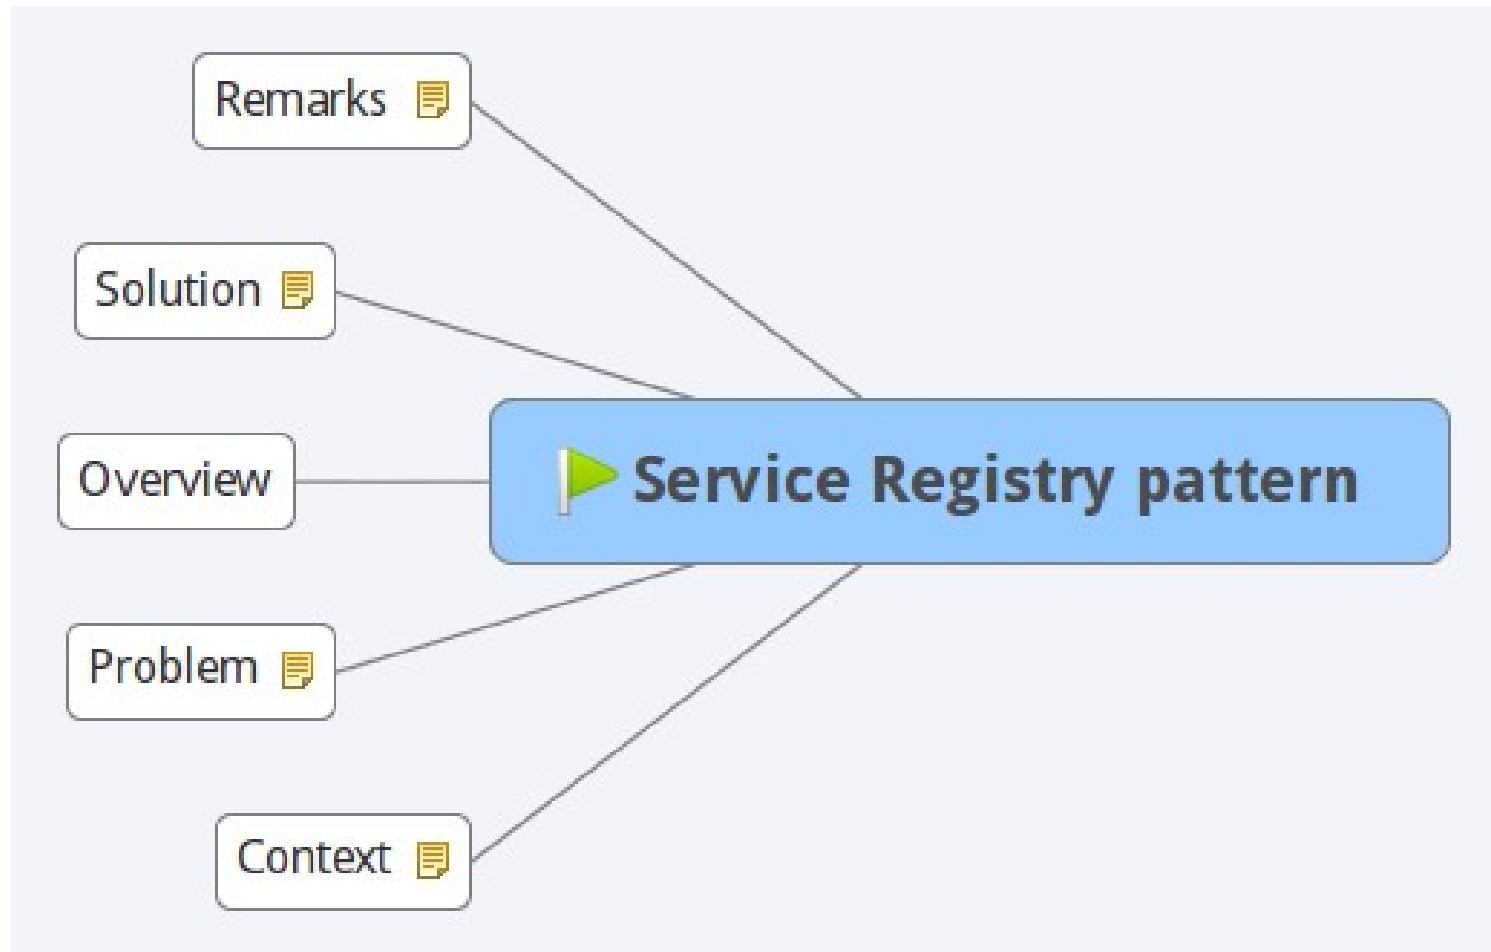 Remarks
Solution
Overview
Service Registry pattern
Problem
Context